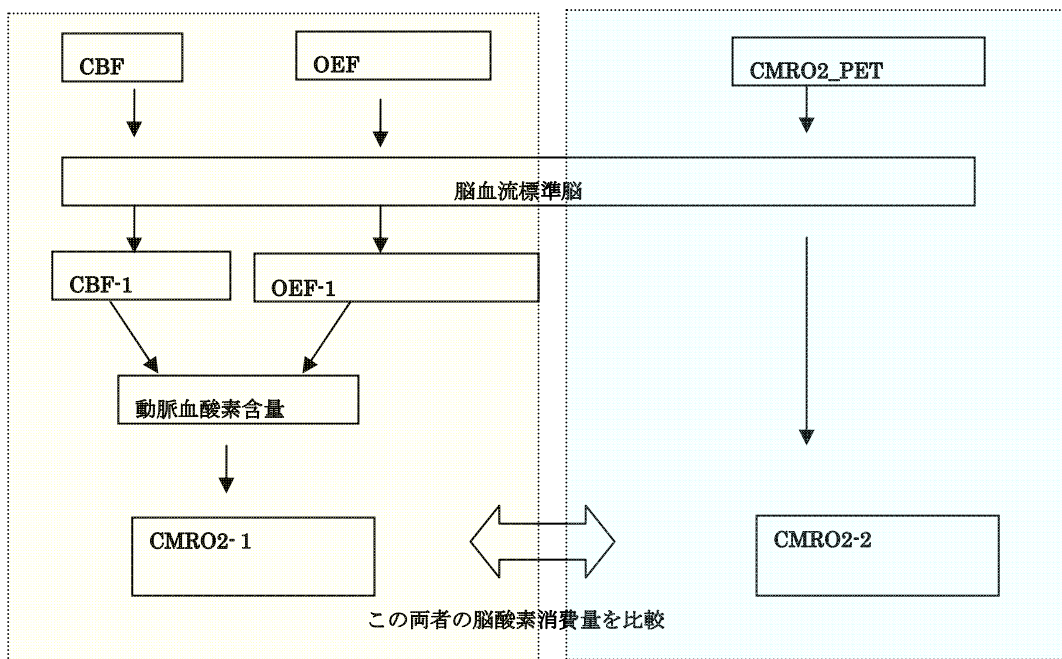 CBF
OEF
CMRO2_PET
脳血流標準脳
CBF-1
OEF-1
動脈血酸素含量
CMRO2- 1
CMRO2-2
この両者の脳酸素消費量を比較